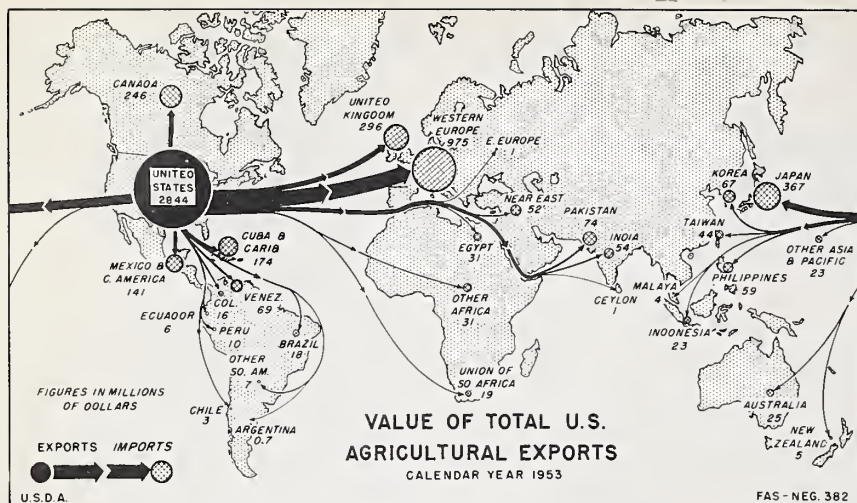 CANADA
246
UNITED
KINGDOM
296
WESTERN
EUROPE
975
E. EUROPE
1
UNITED
STATES
2844
NEAR EAST
52
KOREA
67
JAPAN
367
PAKISTAN
74
INDIA
54
TAIWAN
44
CUBA &
CARIB
174
EGYPT
31
OTHER ASIA
& PACIFIC
23
MEXICO &
C. AMERICA
141
COL.
16
VENEZ.
69
OTHER
AFRICA
31
CEYLON
1
MALAYA
4
PHILIPPINES
59
ECUADOR
6
PERU
10
BRAZIL
18
INDONESIA
23
OTHER
SO. AM.
7
UNION OF
SO AFRICA
19
AUSTRALIA
25
FIGURES IN MILLIONS
OF DOLLARS
CHILE
3
ARGENTINA
0.7
NEW
ZEALAND
5
VALUE OF TOTAL U.S.
AGRICULTURAL EXPORTS
CALENDAR YEAR 1953
EXPORTS IMPORTS
U.S.D.A.
FAS-NEG. 382